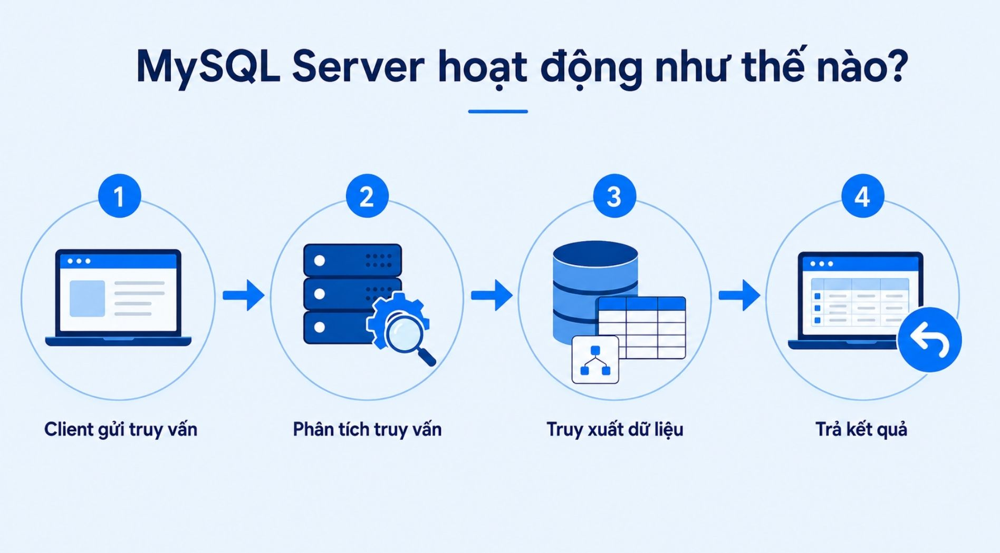 MySQL Server hoạt động như thế nào?
1
2
3
4
Client gửi truy vấn
Phân tích truy vấn
Truy xuất dữ liệu
Trả kết quả